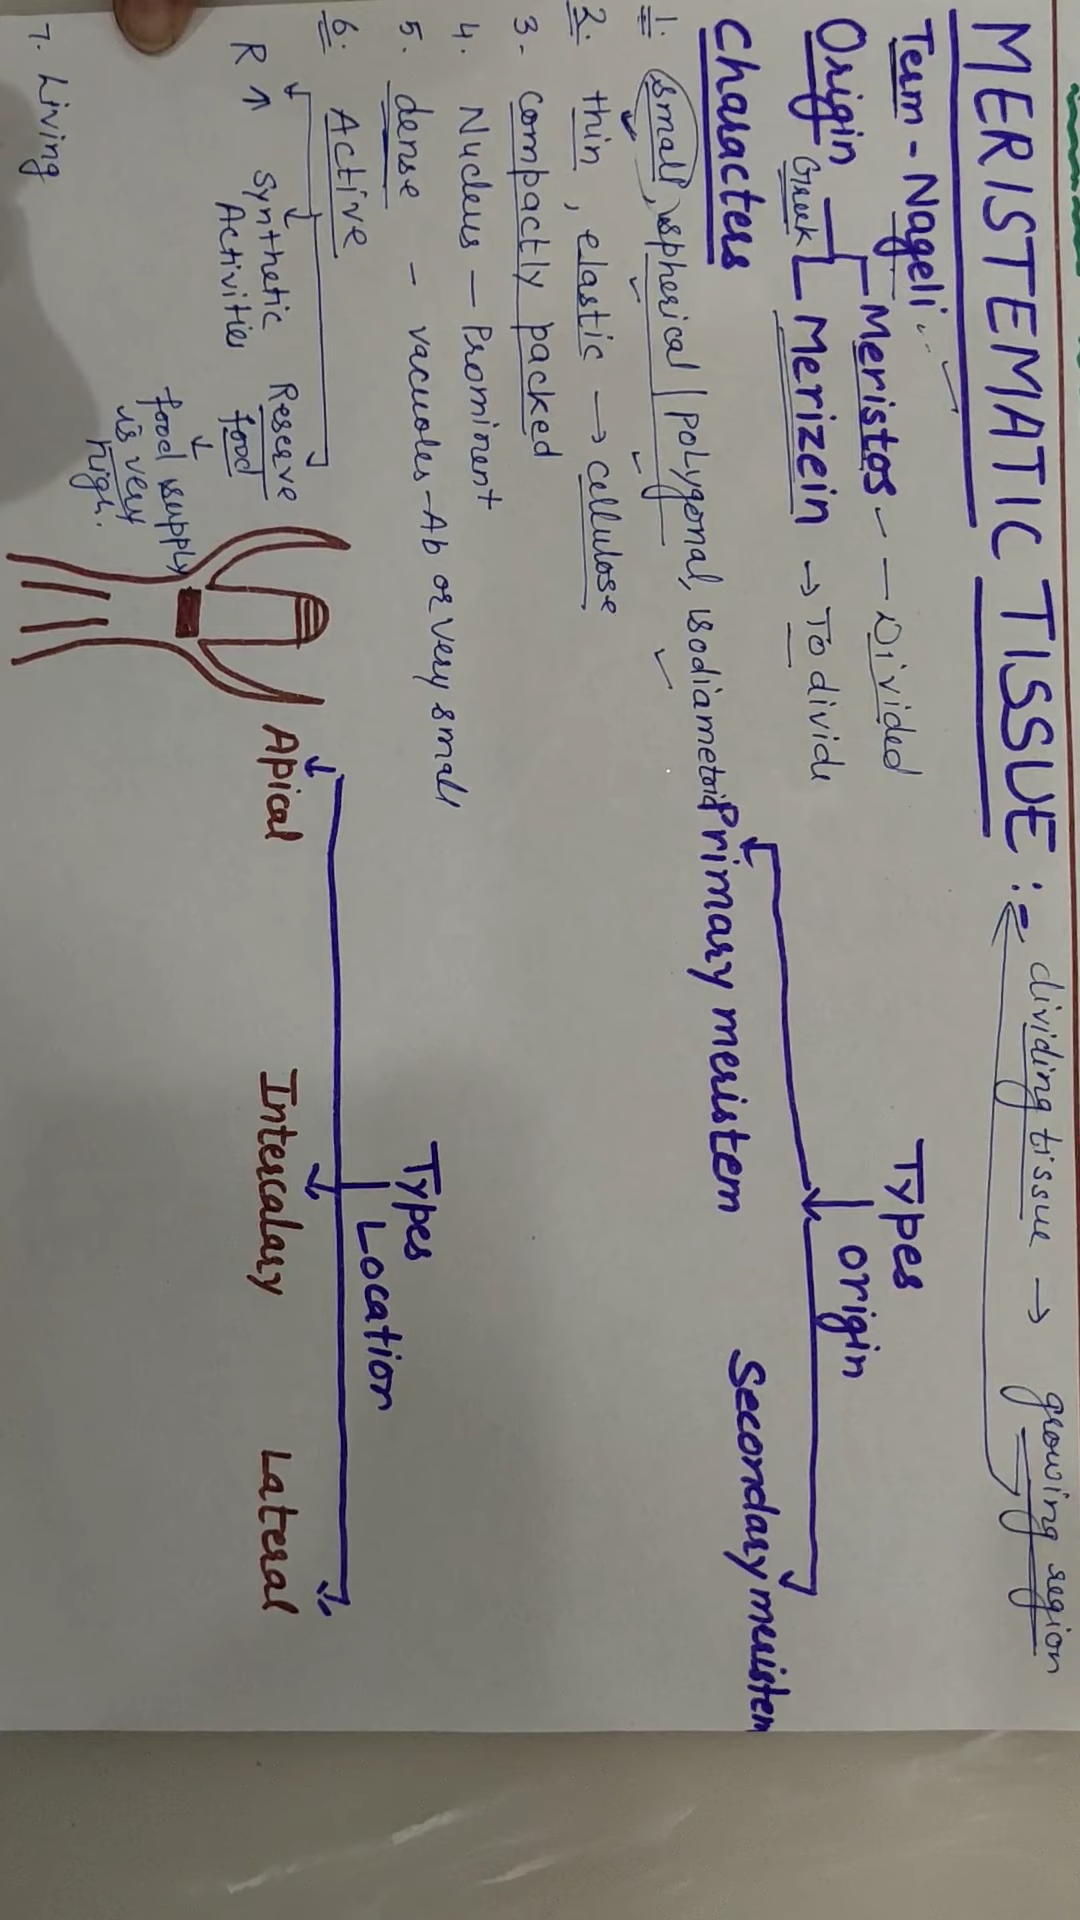 MERISTEMATIC TISSUE := dividing tissue → growing region
Term - Nageli
Origin Meristos - - Divided
Greek Merizein → To divide
Characters
1. small, spherical / polygonal, isodiametric
2. thin, elastic → cellulose
3. compactly packed
4. Nucleus - Prominent
5. dense - vacuoles - Ab or very small
6. Active
R ↑ Synthetic Activities Reserve food
food supply
is very
high.
7. Living
Types
origin
Primary meristem Secondary meristem
Types
Location
Apical Intercalary Lateral